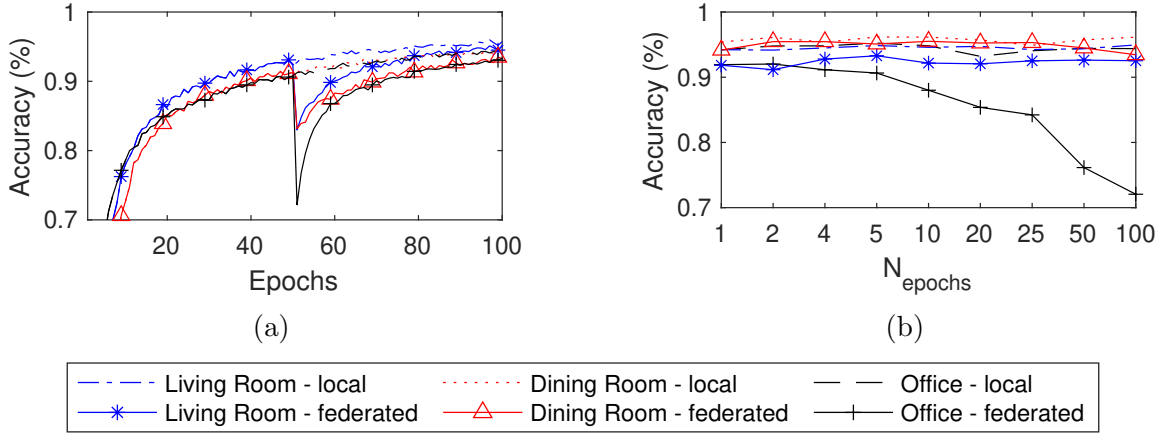 Accuracy (%)
1
0.9
0.8
0.7
20
40
60
80
100
Epochs
(a)
Accuracy (%)
1
0.9
0.8
0.7
1
2
4
5
10
20
25
50
100
N_epochs
(b)
Living Room - local
Dining Room - local
Office - local
Living Room - federated
Dining Room - federated
Office - federated